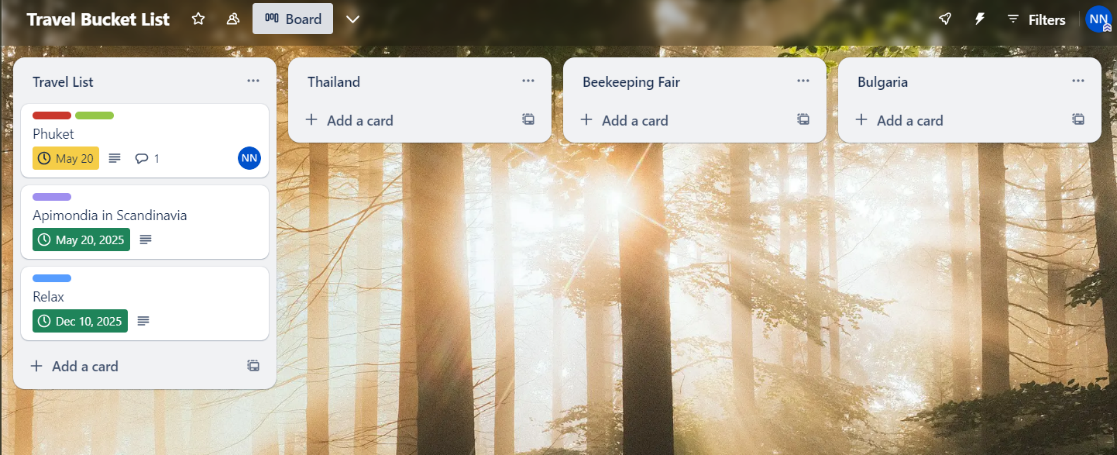 Travel Bucket List
Board
Filters
NN
Travel List
Phuket
May 20
1
NN
Apimondia in Scandinavia
May 20, 2025
Relax
Dec 10, 2025
Add a card
Thailand
Add a card
Beekeeping Fair
Add a card
Bulgaria
Add a card